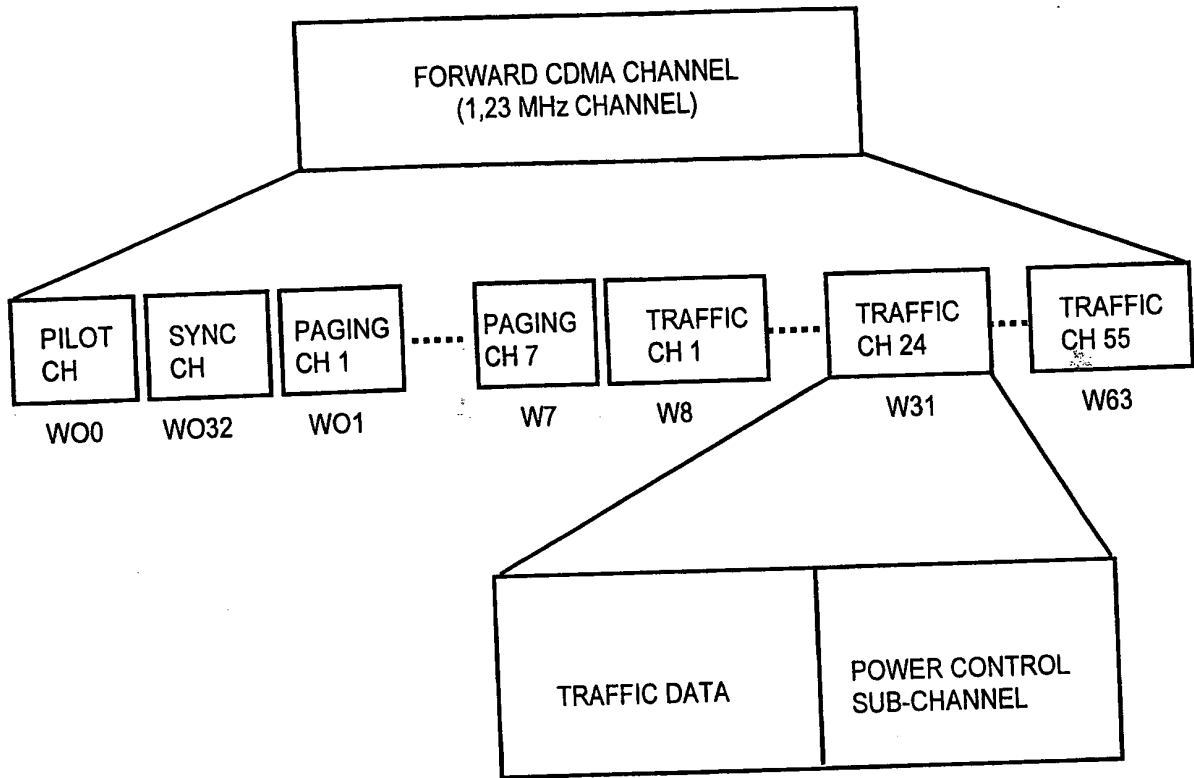 FORWARD CDMA CHANNEL
(1,23 MHz CHANNEL)
PILOT
CH
SYNC
CH
PAGING
CH 1
PAGING
CH 7
TRAFFIC
CH 1
TRAFFIC
CH 24
TRAFFIC
CH 55
WO0
WO32
WO1
W7
W8
W31
W63
TRAFFIC DATA
POWER CONTROL
SUB-CHANNEL